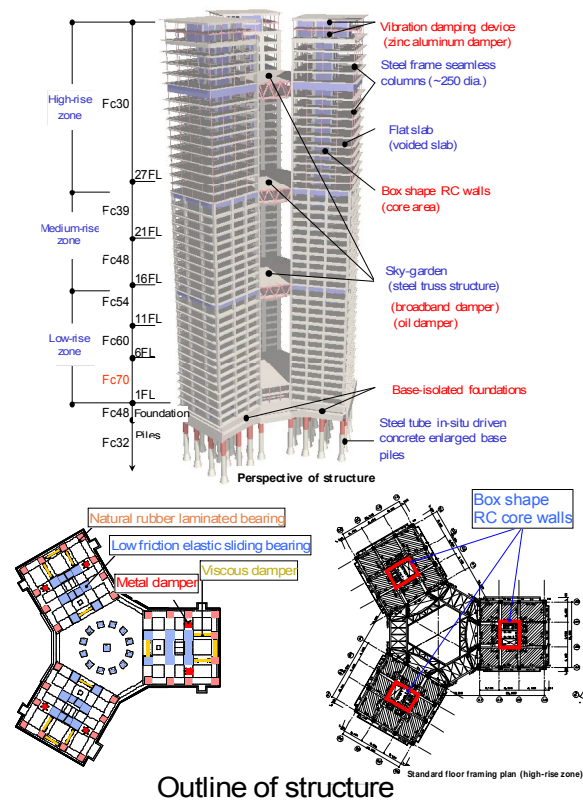 Vibration damping device
(zinc aluminum damper)
Steel frame seamless
columns (~250 dia.)
High-rise
zone
Fc30
Flat slab
(voided slab)
27FL
Box shape RC walls
(core area)
Fc39
Medium-rise
zone
21FL
Fc48
Sky-garden
(steel truss structure)
16FL
Fc54
(broadband damper)
(oil damper)
11FL
Low-rise
zone
Fc60
6FL
Fc70
Base-isolated foundations
1FL
Fc48
Foundation
Piles
Fc32
Steel tube in-situ driven
concrete enlarged base
piles
Perspective of structure
Natural rubber laminated bearing
Low friction elastic sliding bearing
Metal damper
Viscous damper
Box shape
RC core walls
Standard floor framing plan (high-rise zone)
Outline of structure